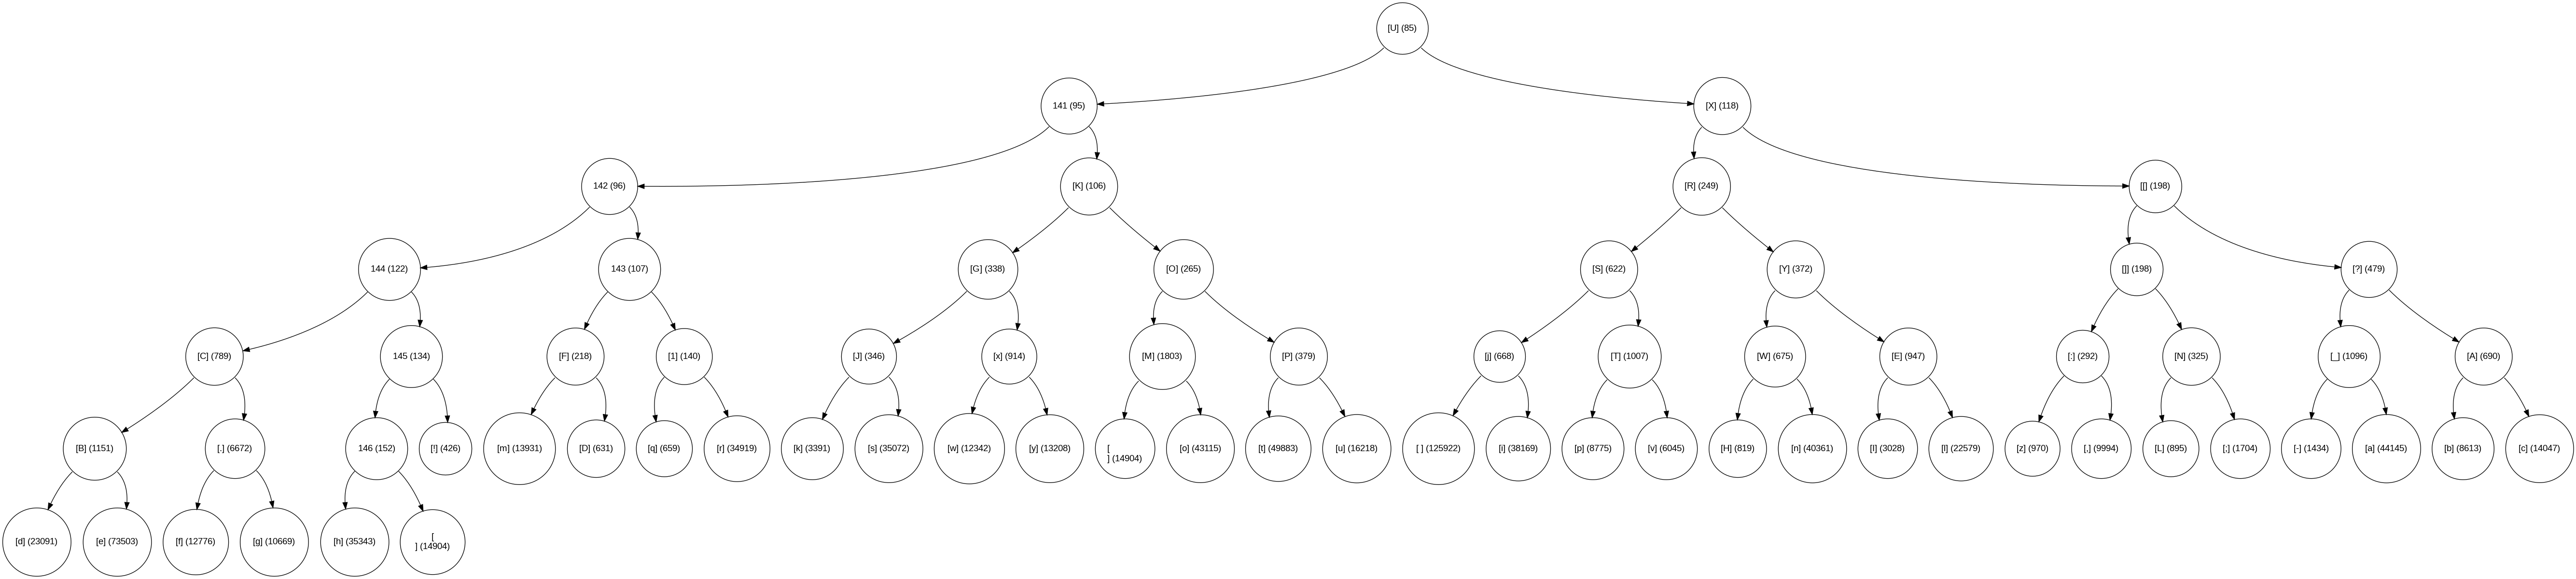 [U] (85)
141 (95)
[X] (118)
142 (96)
[K] (106)
[R] (249)
[[] (198)
144 (122)
143 (107)
[G] (338)
[O] (265)
[S] (622)
[Y] (372)
[]] (198)
[?] (479)
[C] (789)
145 (134)
[F] (218)
[1] (140)
[J] (346)
[x] (914)
[M] (1803)
[P] (379)
[j] (668)
[T] (1007)
[W] (675)
[E] (947)
[:] (292)
[N] (325)
[_] (1096)
[A] (690)
[B] (1151)
[.] (6672)
146 (152)
[!] (426)
[m] (13931)
[D] (631)
[q] (659)
[r] (34919)
[k] (3391)
[s] (35072)
[w] (12342)
[y] (13208)
[
] (14904)
[o] (43115)
[t] (49883)
[u] (16218)
[ ] (125922)
[i] (38169)
[p] (8775)
[v] (6045)
[H] (819)
[n] (40361)
[I] (3028)
[l] (22579)
[z] (970)
[,] (9994)
[L] (895)
[;] (1704)
[-] (1434)
[a] (44145)
[b] (8613)
[c] (14047)
[d] (23091)
[e] (73503)
[f] (12776)
[g] (10669)
[h] (35343)
[
] (14904)